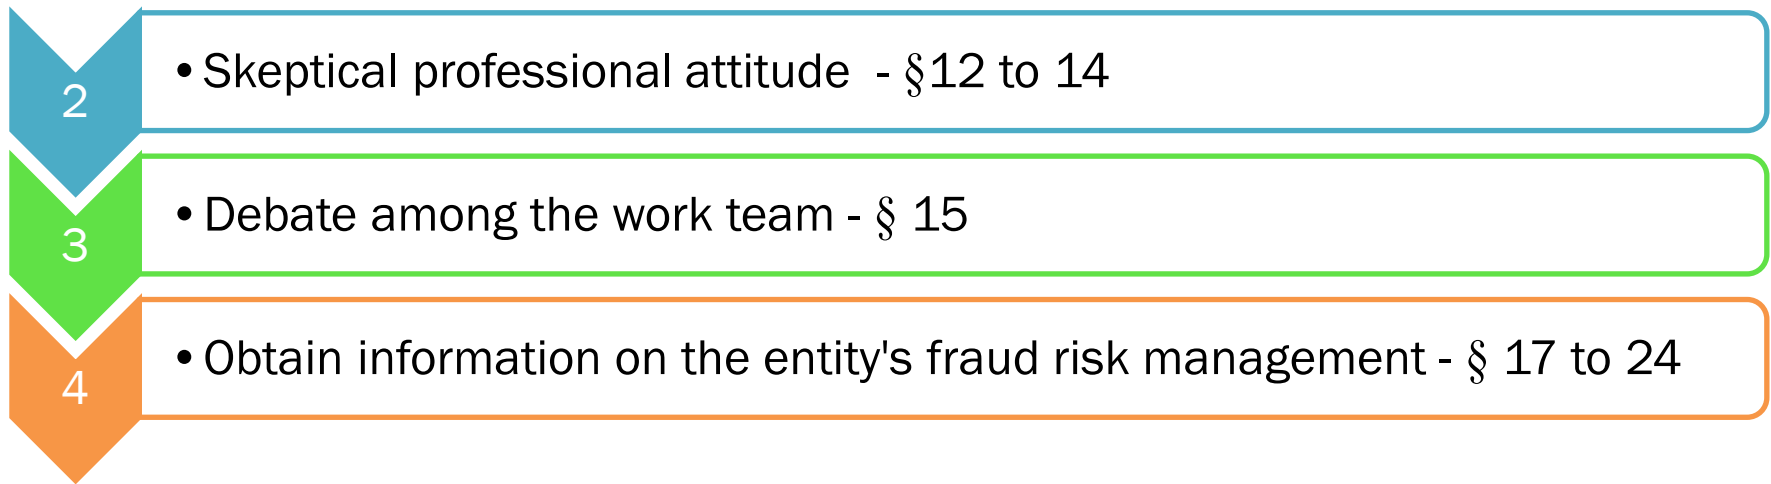 2
• Skeptical professional attitude  - §12 to 14
3
• Debate among the work team - § 15
4
• Obtain information on the entity's fraud risk management - § 17 to 24